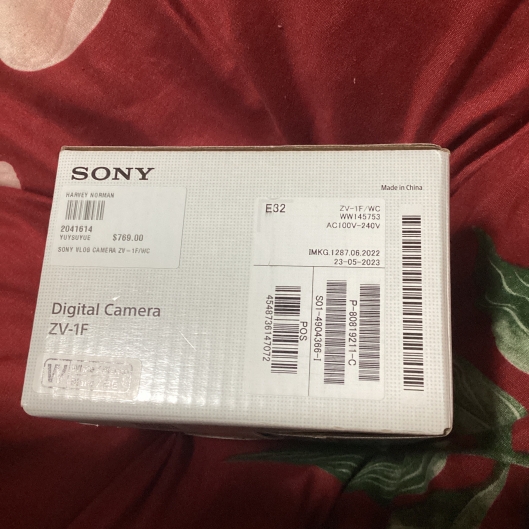 SONY
Made in China
HARVEY NORMAN
2041614
YUYSUYUE $769.00
SONY VLOG CAMERA ZV-1F/WC
E32
ZV-1F/WC
WW145753
AC100V-240V
IMKG.1287.06.2022
23-05-2023
Digital Camera
ZV-1F
W
4548736147072
POS
S01-4904366-I
P-80819211-C